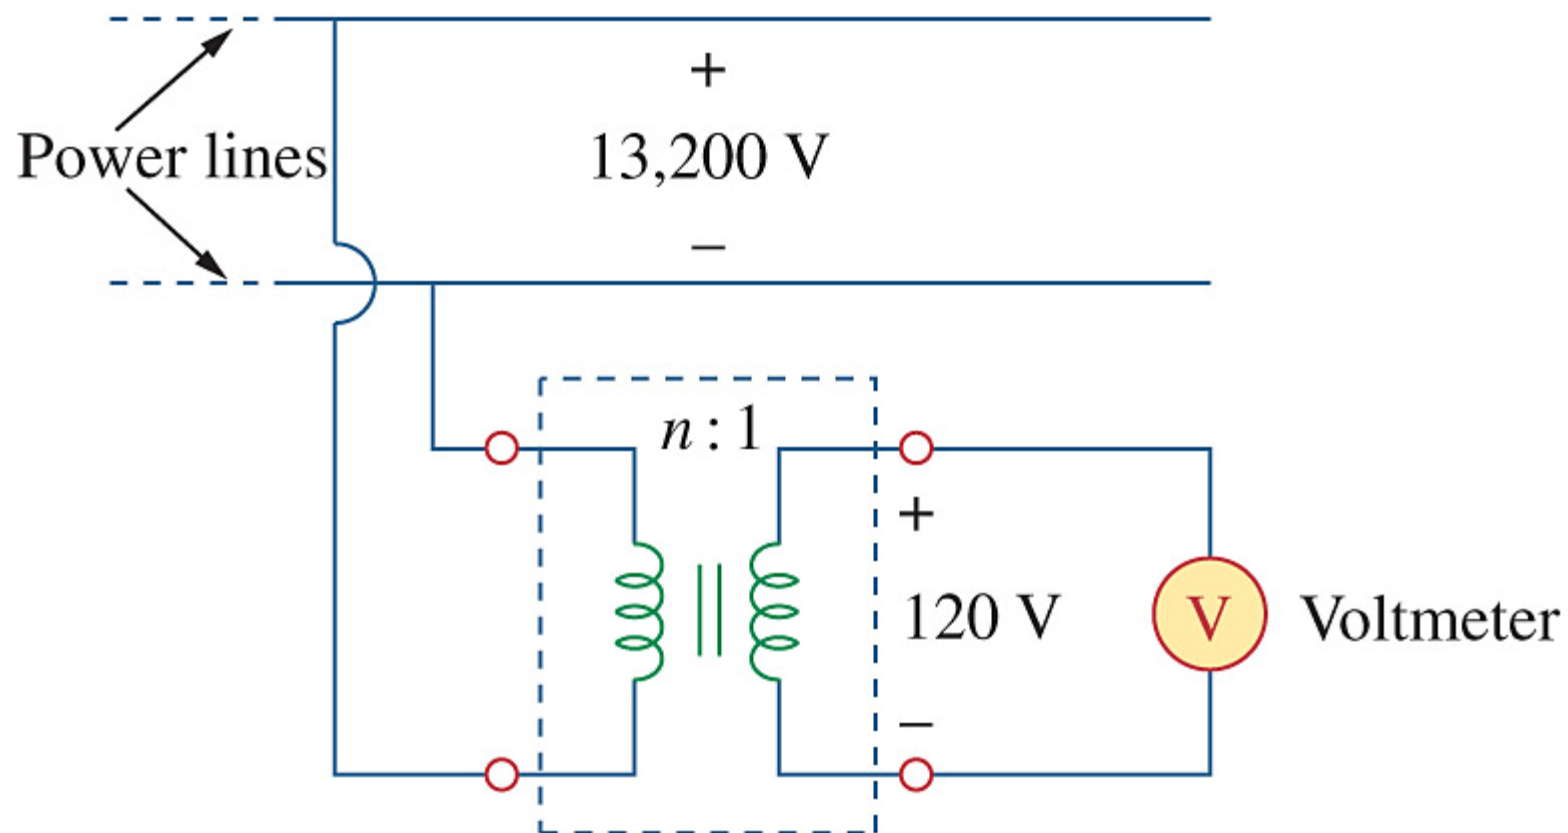 +
Power lines
13,200 V
−
n : 1
+
120 V
V
Voltmeter
−